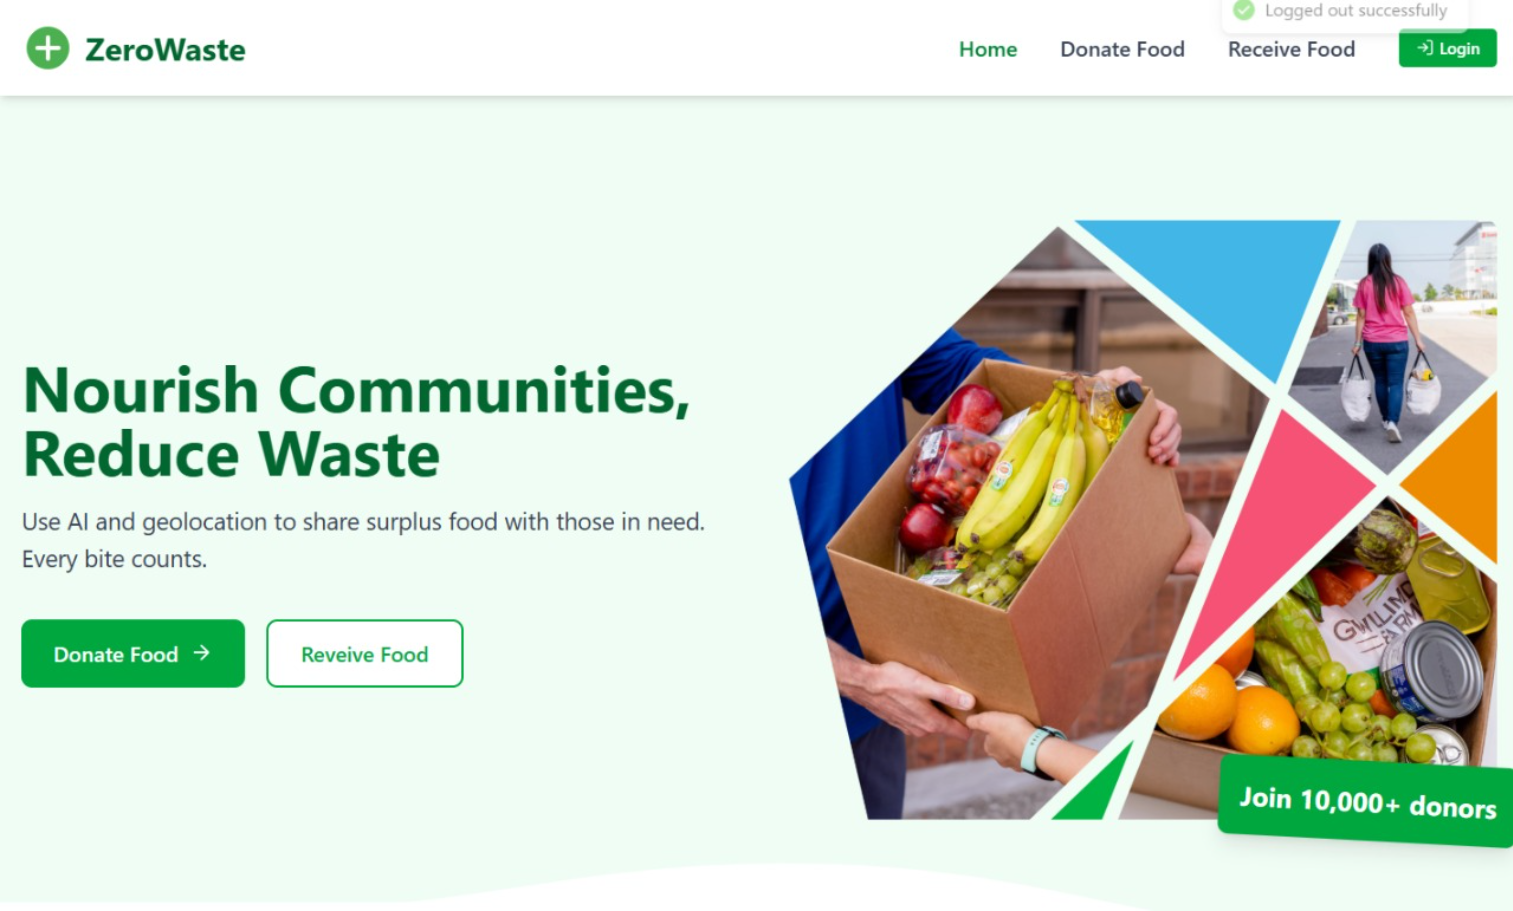 Logged out successfully
ZeroWaste
Home
Donate Food
Receive Food
Login
Nourish Communities,
Reduce Waste
Use AI and geolocation to share surplus food with those in need.
Every bite counts.
Donate Food
Reveive Food
Join 10,000+ donors